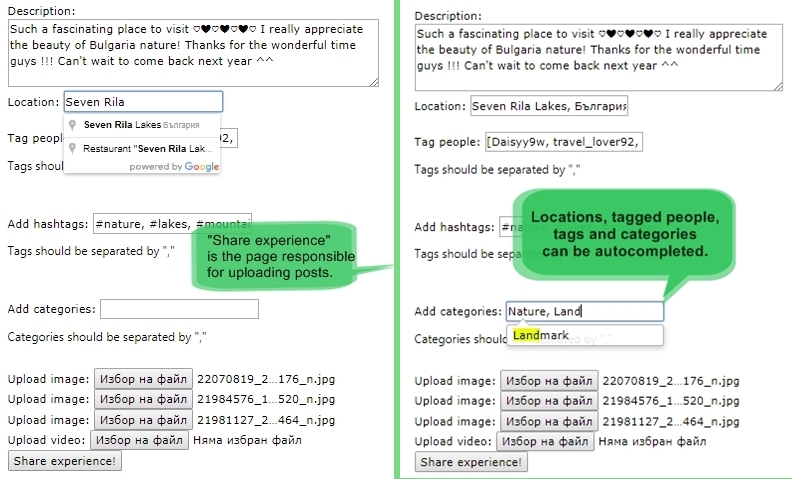 Description:
Such a fascinating place to visit ♡♥♡♥♡♥♡ I really appreciate
the beauty of Bulgaria nature! Thanks for the wonderful time
guys !!! Can't wait to come back next year ^^
Location: Seven Rila
Seven Rila Lakes България
Restaurant "Seven Rila Lak...
powered by Google
Tag peopl
92,
Tags shou
Add hashtags: #nature, #lakes, #mountai
Tags should be separated by ","
"Share experience"
is the page responsible
for uploading posts.
Add categories:
Categories should be separated by ","
Upload image: Избор на файл 22070819_2...176_n.jpg
Upload image: Избор на файл 21984576_1...520_n.jpg
Upload image: Избор на файл 21981127_2...464_n.jpg
Upload video: Избор на файл Няма избран файл
Share experience!
Description:
Such a fascinating place to visit ♡♥♡♥♡♥♡ I really appreciate
the beauty of Bulgaria nature! Thanks for the wonderful time
guys !!! Can't wait to come back next year ^^
Location: Seven Rila Lakes, България
Tag people: [Daisyy9w, travel_lover92,
Tags should be separated by ","
Locations, tagged people,
tags and categories
can be autocompleted.
Add hashtags: #n
Tags should be
Add categories: Nature, Land
Landmark
Categories shou
Upload image: Избор на файл 22070819_2...176_n.jpg
Upload image: Избор на файл 21984576_1...520_n.jpg
Upload image: Избор на файл 21981127_2...464_n.jpg
Upload video: Избор на файл Няма избран файл
Share experience!